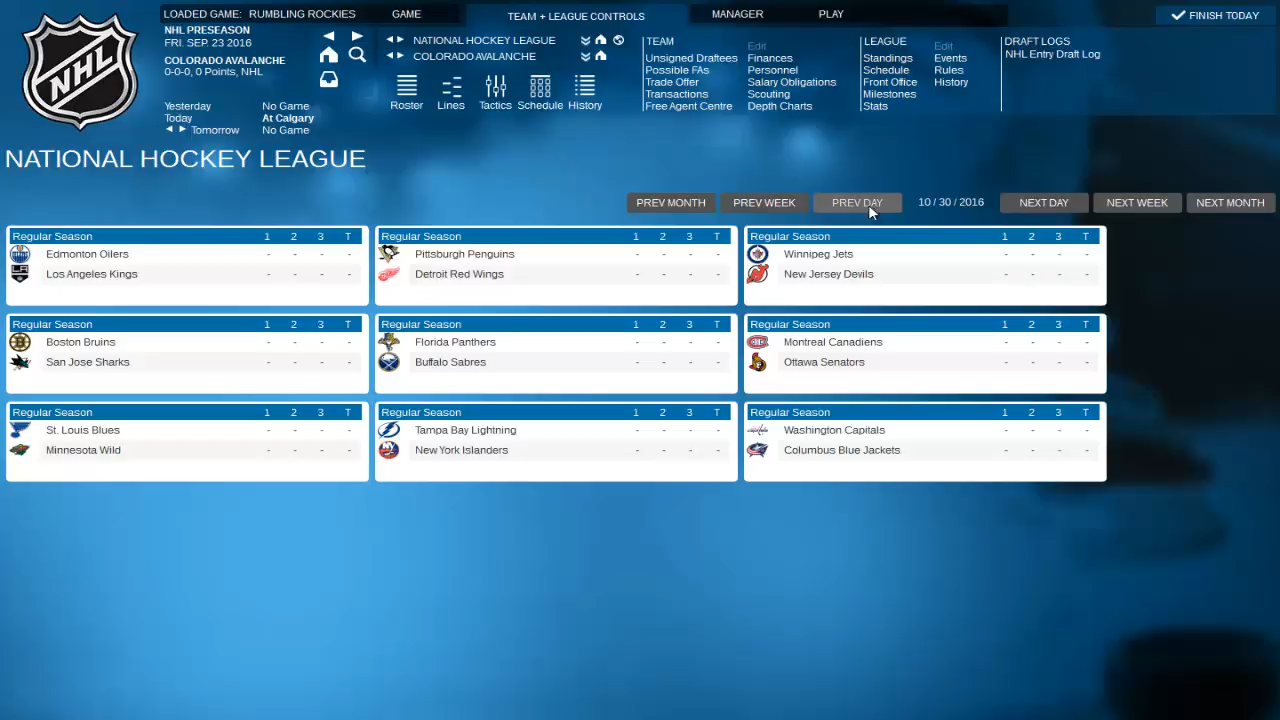 LOADED GAME: RUMBLING ROCKIES
GAME
TEAM + LEAGUE CONTROLS
MANAGER
PLAY
FINISH TODAY
NHL
NHL PRESEASON
FRI. SEP. 23 2016
COLORADO AVALANCHE
0-0-0, 0 Points, NHL
Yesterday No Game
Today At Calgary
Tomorrow No Game
NATIONAL HOCKEY LEAGUE
COLORADO AVALANCHE
Roster Lines Tactics Schedule History
TEAM
Unsigned Draftees
Possible FAs
Trade Offer
Transactions
Free Agent Centre
Edit
Finances
Personnel
Salary Obligations
Scouting
Depth Charts
LEAGUE
Standings
Schedule
Front Office
Milestones
Stats
Edit
Events
Rules
History
DRAFT LOGS
NHL Entry Draft Log
NATIONAL HOCKEY LEAGUE
PREV MONTH PREV WEEK PREV DAY 10 / 30 / 2016 NEXT DAY NEXT WEEK NEXT MONTH
Regular Season 1 2 3 T
Edmonton Oilers - - - -
Los Angeles Kings - - - -
Regular Season 1 2 3 T
Pittsburgh Penguins - - - -
Detroit Red Wings - - - -
Regular Season 1 2 3 T
Winnipeg Jets - - - -
New Jersey Devils - - - -
Regular Season 1 2 3 T
Boston Bruins - - - -
San Jose Sharks - - - -
Regular Season 1 2 3 T
Florida Panthers - - - -
Buffalo Sabres - - - -
Regular Season 1 2 3 T
Montreal Canadiens - - - -
Ottawa Senators - - - -
Regular Season 1 2 3 T
St. Louis Blues - - - -
Minnesota Wild - - - -
Regular Season 1 2 3 T
Tampa Bay Lightning - - - -
New York Islanders - - - -
Regular Season 1 2 3 T
Washington Capitals - - - -
Columbus Blue Jackets - - - -